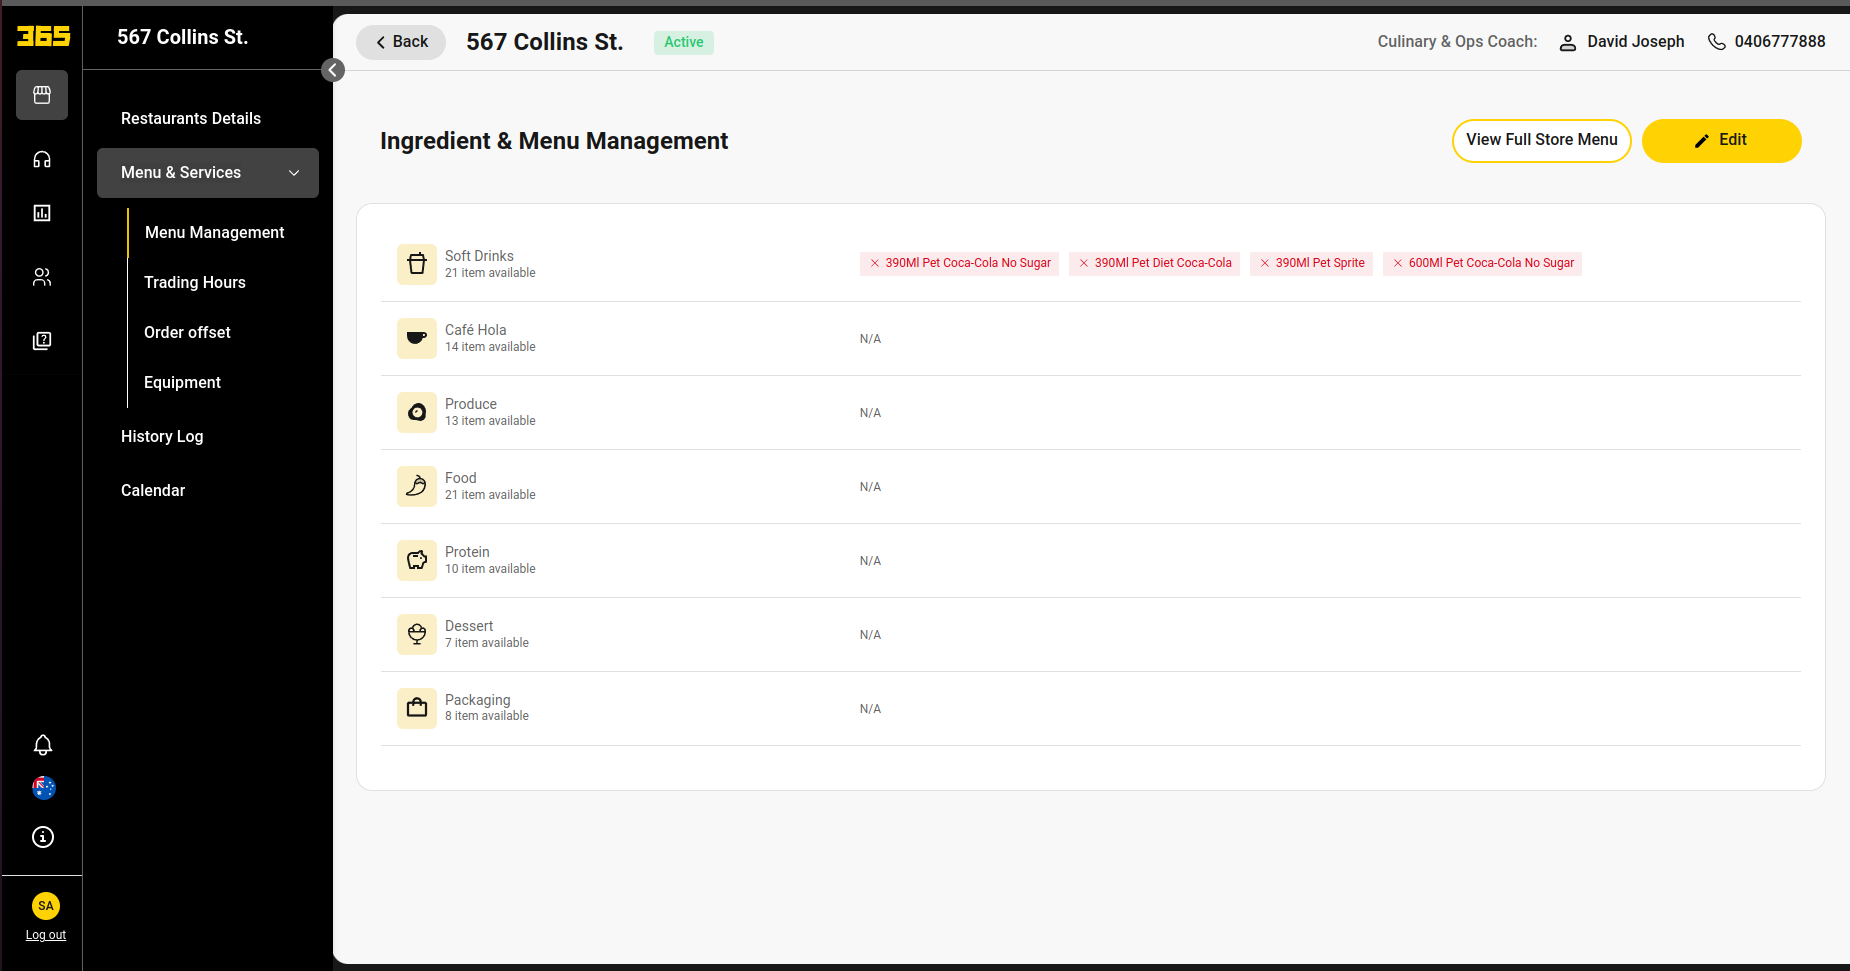 365
567 Collins St.
Restaurants Details
Menu & Services
Menu Management
Trading Hours
Order offset
Equipment
History Log
Calendar
SA
Log out
Back
567 Collins St.
Active
Culinary & Ops Coach:
David Joseph
0406777888
Ingredient & Menu Management
View Full Store Menu
Edit
Soft Drinks
21 item available
390Ml Pet Coca-Cola No Sugar
390Ml Pet Diet Coca-Cola
390Ml Pet Sprite
600Ml Pet Coca-Cola No Sugar
Café Hola
14 item available
N/A
Produce
13 item available
N/A
Food
21 item available
N/A
Protein
10 item available
N/A
Dessert
7 item available
N/A
Packaging
8 item available
N/A